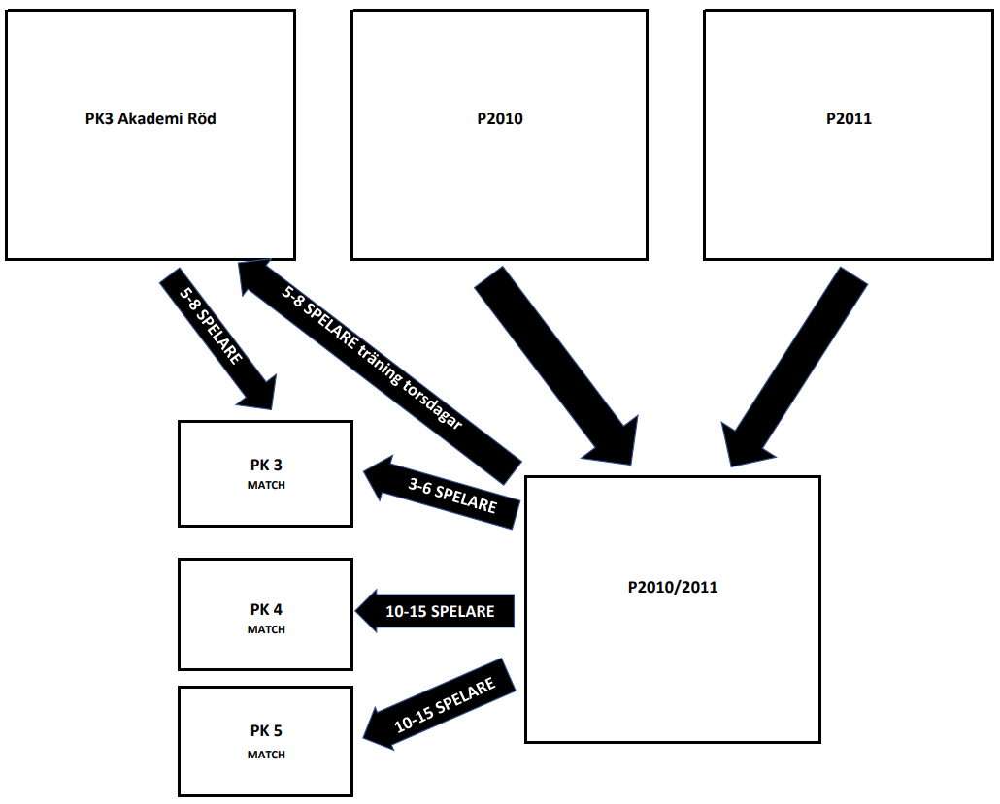 PK3 Akademi Röd
P2010
P2011
5-8 SPELARE
5-8 SPELARE träning torsdagar
PK 3
MATCH
3-6 SPELARE
P2010/2011
PK 4
MATCH
10-15 SPELARE
PK 5
MATCH
10-15 SPELARE